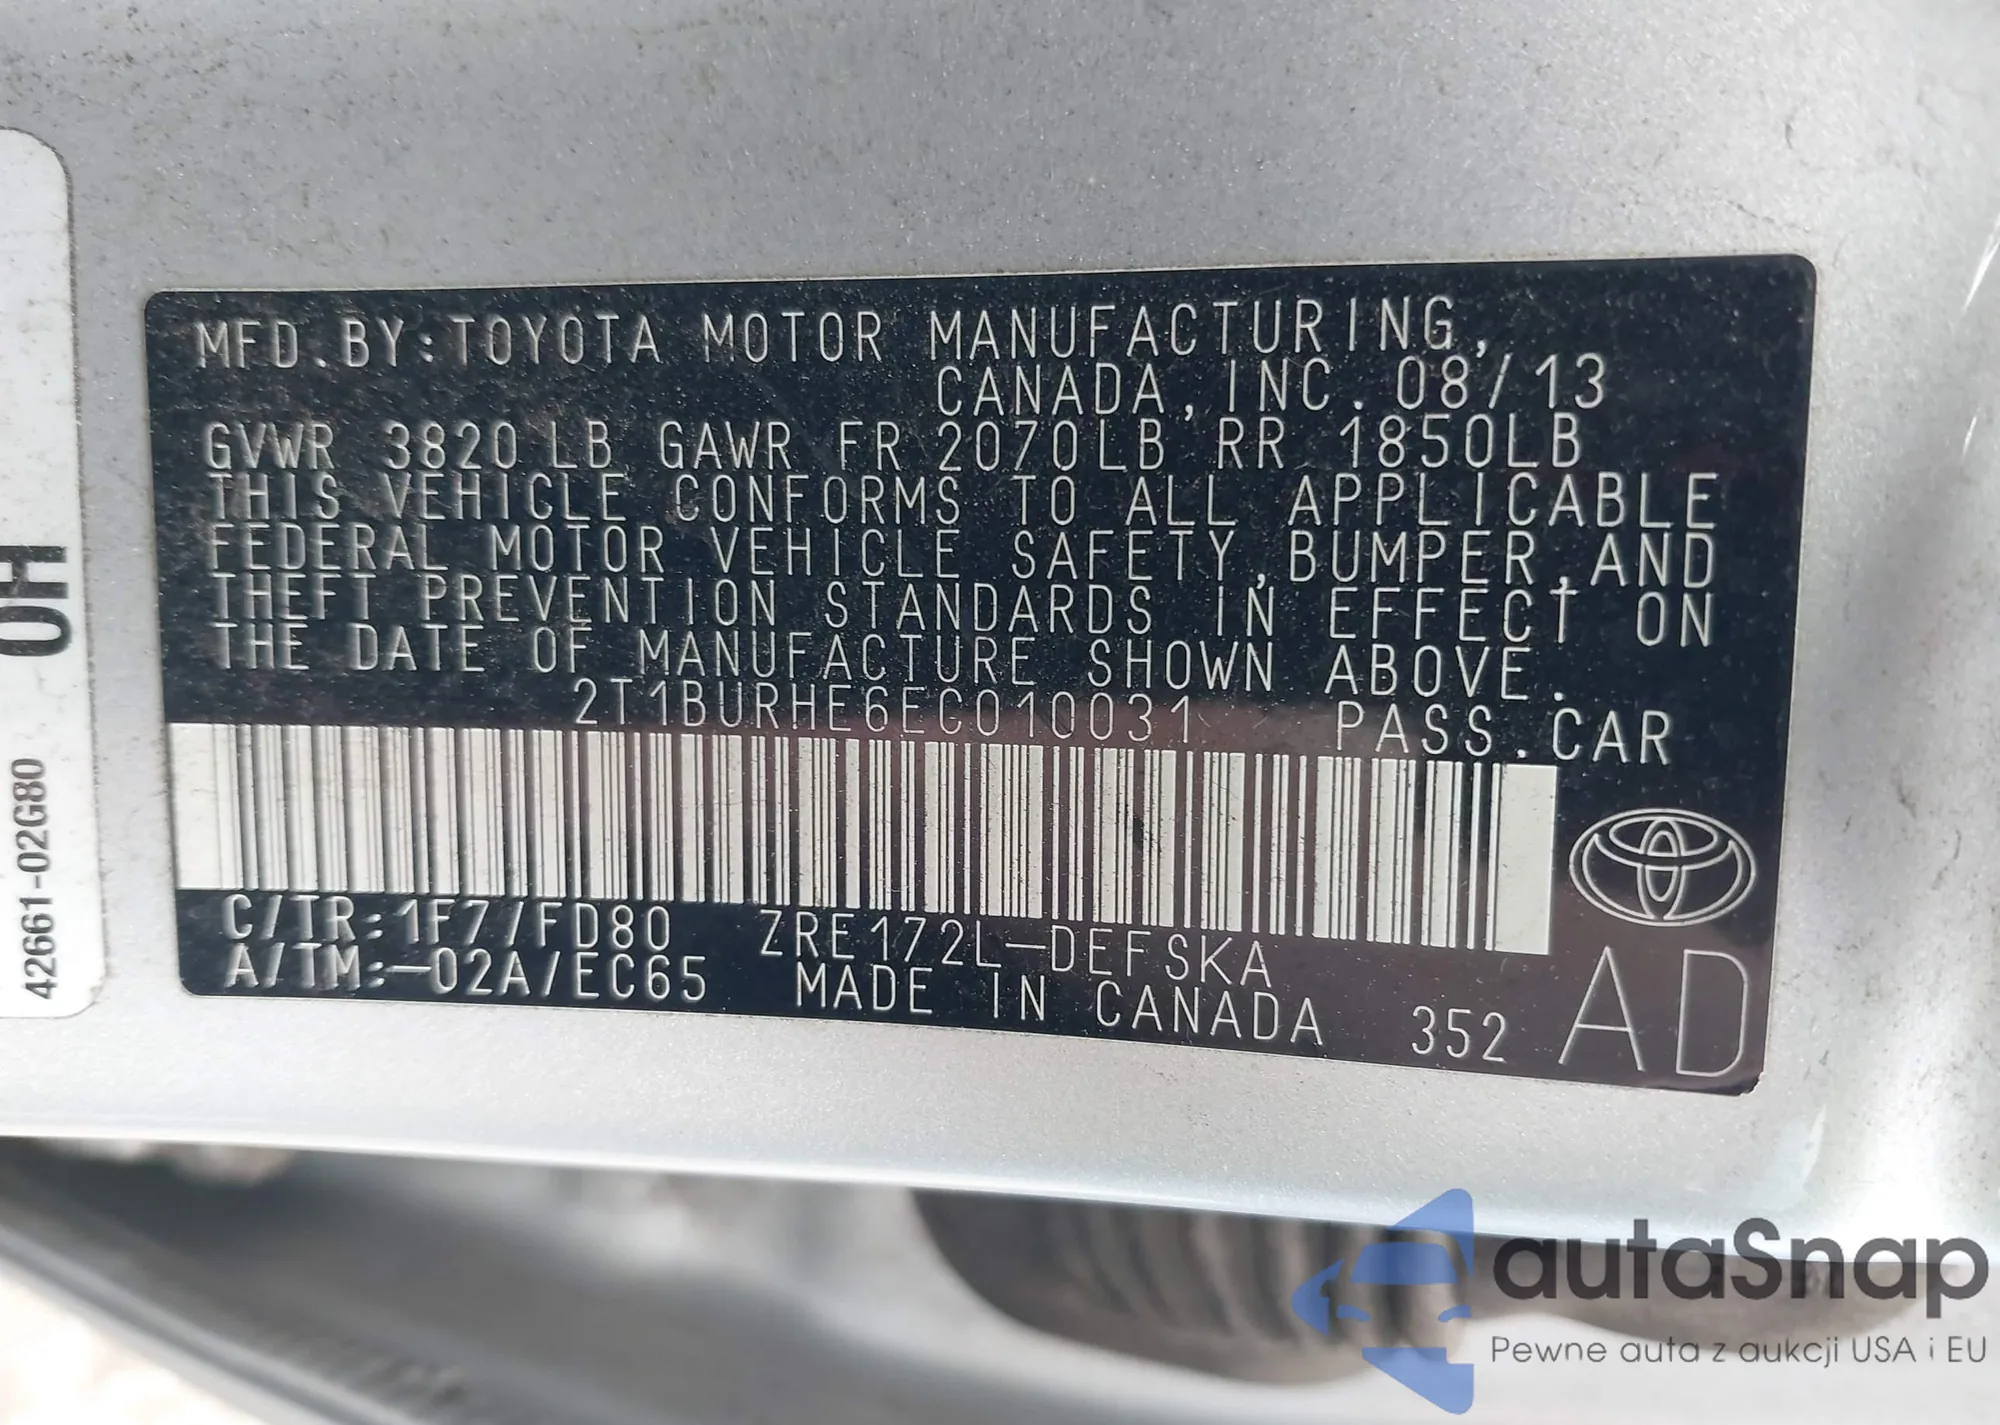 MFD.BY:TOYOTA MOTOR MANUFACTURING,
CANADA,INC. 08/13
GVWR 3820LB GAWR FR 2070LB RR 1850LB
THIS VEHICLE CONFORMS TO ALL APPLICABLE
FEDERAL MOTOR VEHICLE SAFETY,BUMPER,AND
THEFT PREVENTION STANDARDS IN EFFECT ON
THE DATE OF MANUFACTURE SHOWN ABOVE.
2T1BURHE6EC010031 PASS.CAR
C/TR:1F7/FD80 ZRE172L-DEFSKA
A/TM:-02A/EC65 MADE IN CANADA 352 AD
42661-02G80
0H
autaSnap
Pewne auta z aukcji USA i EU